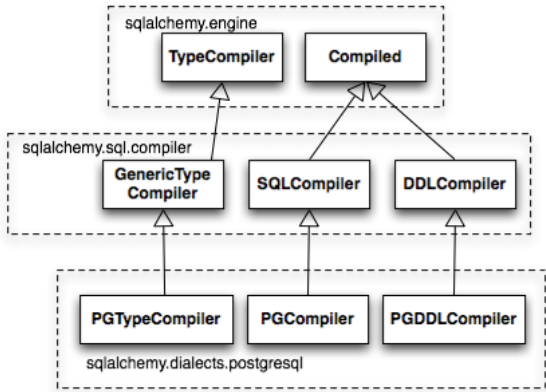 sqlalchemy.engine
TypeCompiler
Compiled
sqlalchemy.sql.compiler
GenericType
Compiler
SQLCompiler
DDLCompiler
PGTypeCompiler
PGCompiler
PGDDLCompiler
sqlalchemy.dialects.postgresql